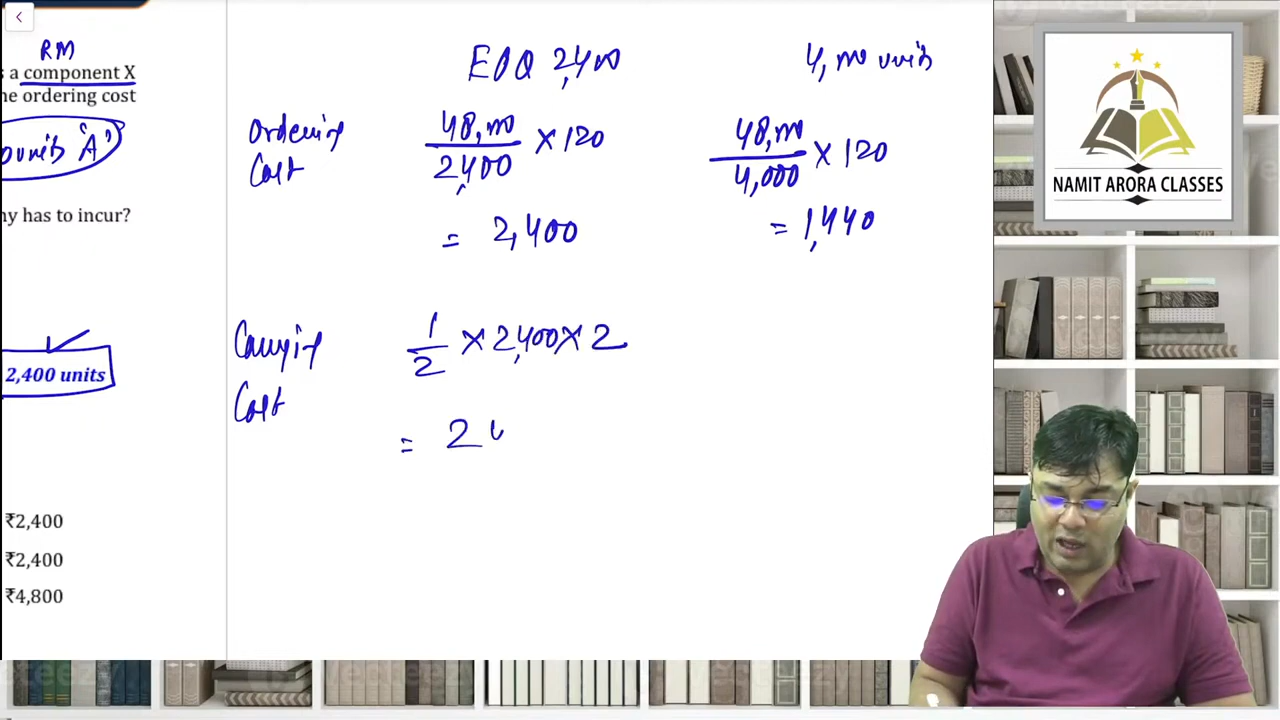 RM
s a component X
ne ordering cost
units 'A'
ny has to incur?
2,400 units
₹2,400
₹2,400
₹4,800
EOQ 2,400
4,000 units
Ordering Cost
48,000/2,400 × 120
= 2,400
48,000/4,000 × 120
= 1,440
Carrying Cost
1/2 × 2,400 × 2
= 2
NAMIT ARORA CLASSES